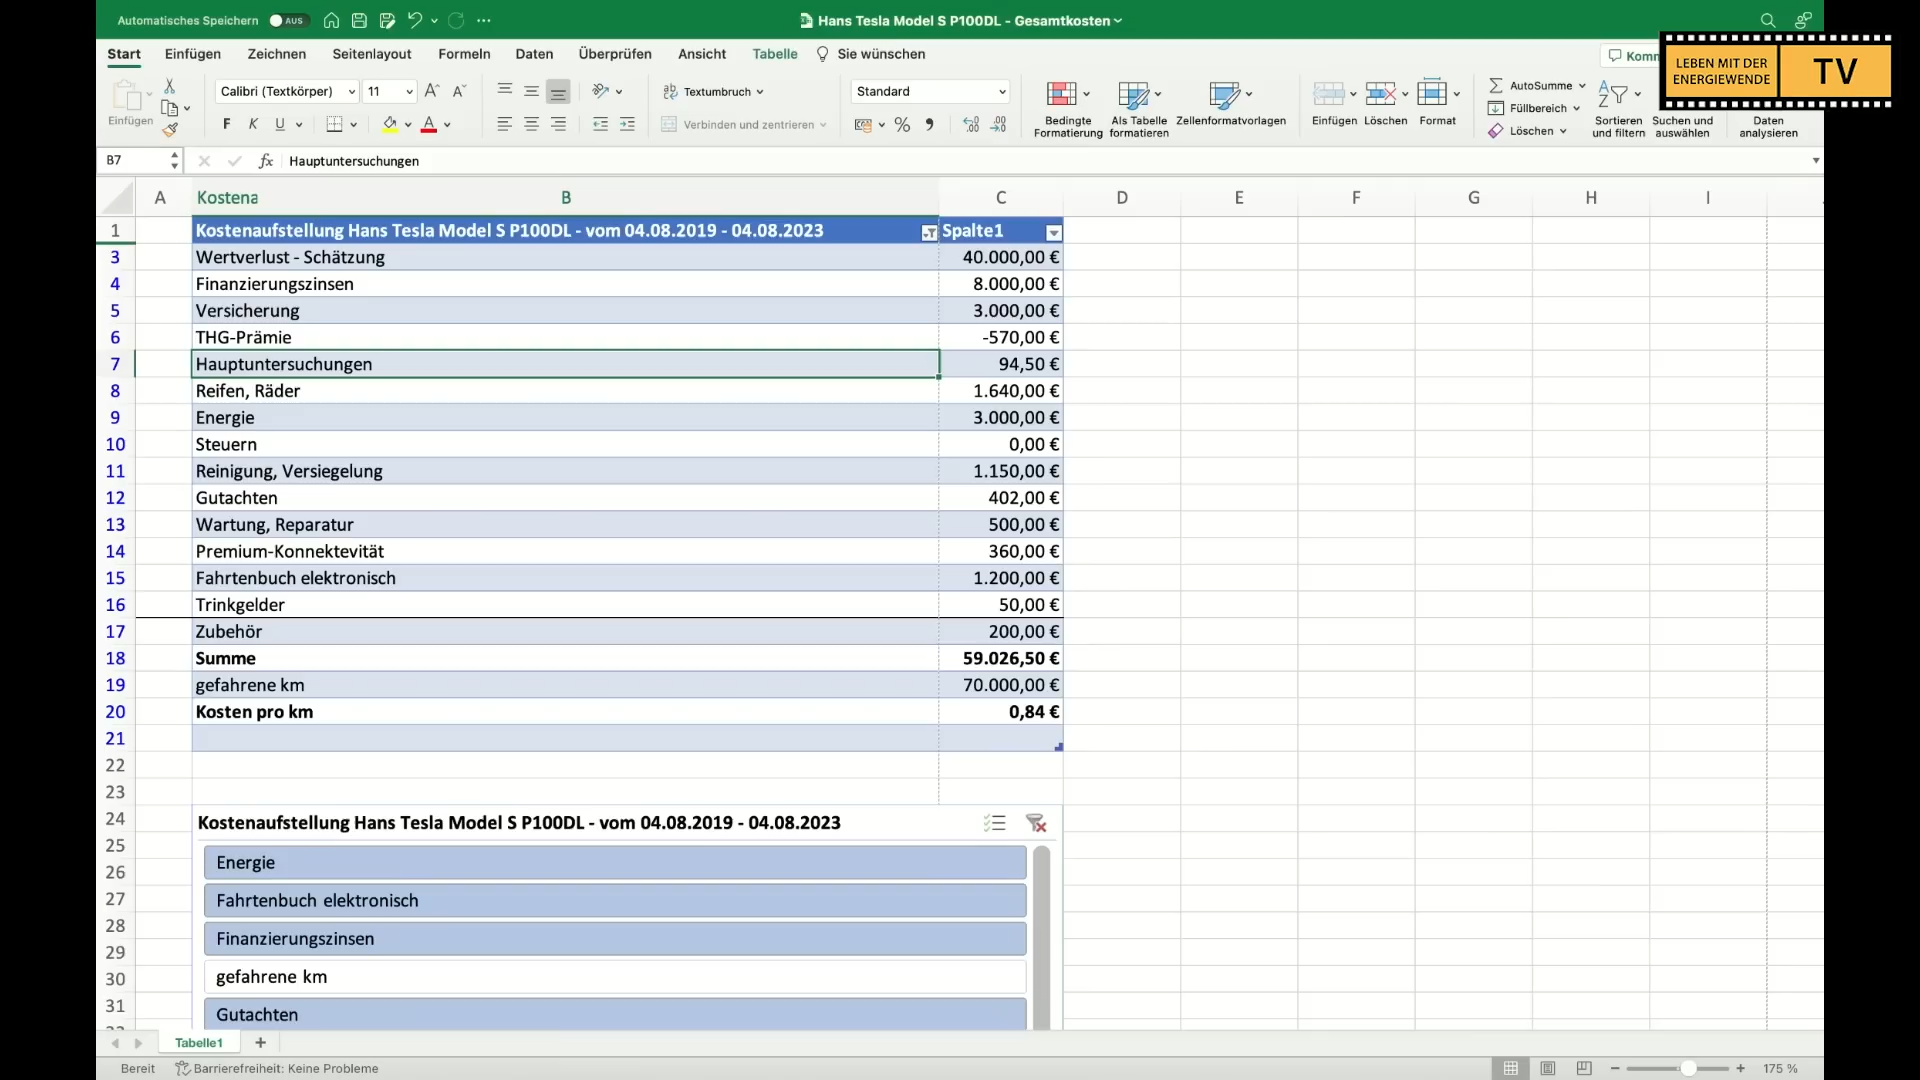 Automatisches Speichern AUS
Hans Tesla Model S P100DL - Gesamtkosten
LEBEN MIT DER
ENERGIEWENDE
TV
Start Einfügen Zeichnen Seitenlayout Formeln Daten Überprüfen Ansicht Tabelle Sie wünschen
Komm
Einfügen
Calibri (Textkörper) 11
F K U
Textumbruch
Verbinden und zentrieren
Standard
Bedingte
Formatierung
Als Tabelle
formatieren
Zellenformatvorlagen
Einfügen
Löschen
Format
AutoSumme
Füllbereich
Löschen
Sortieren
und filtern
Suchen und
auswählen
Daten
analysieren
B7 fx Hauptuntersuchungen
A Kostena B C D E F G H I
1 Kostenaufstellung Hans Tesla Model S P100DL - vom 04.08.2019 - 04.08.2023 Spalte1
3 Wertverlust - Schätzung 40.000,00 €
4 Finanzierungszinsen 8.000,00 €
5 Versicherung 3.000,00 €
6 THG-Prämie -570,00 €
7 Hauptuntersuchungen 94,50 €
8 Reifen, Räder 1.640,00 €
9 Energie 3.000,00 €
10 Steuern 0,00 €
11 Reinigung, Versiegelung 1.150,00 €
12 Gutachten 402,00 €
13 Wartung, Reparatur 500,00 €
14 Premium-Konnektevität 360,00 €
15 Fahrtenbuch elektronisch 1.200,00 €
16 Trinkgelder 50,00 €
17 Zubehör 200,00 €
18 Summe 59.026,50 €
19 gefahrene km 70.000,00 €
20 Kosten pro km 0,84 €
21
22
23
24 Kostenaufstellung Hans Tesla Model S P100DL - vom 04.08.2019 - 04.08.2023
25
26 Energie
27 Fahrtenbuch elektronisch
28
29 Finanzierungszinsen
30 gefahrene km
31 Gutachten
Tabelle1
Bereit Barrierefreiheit: Keine Probleme
175 %